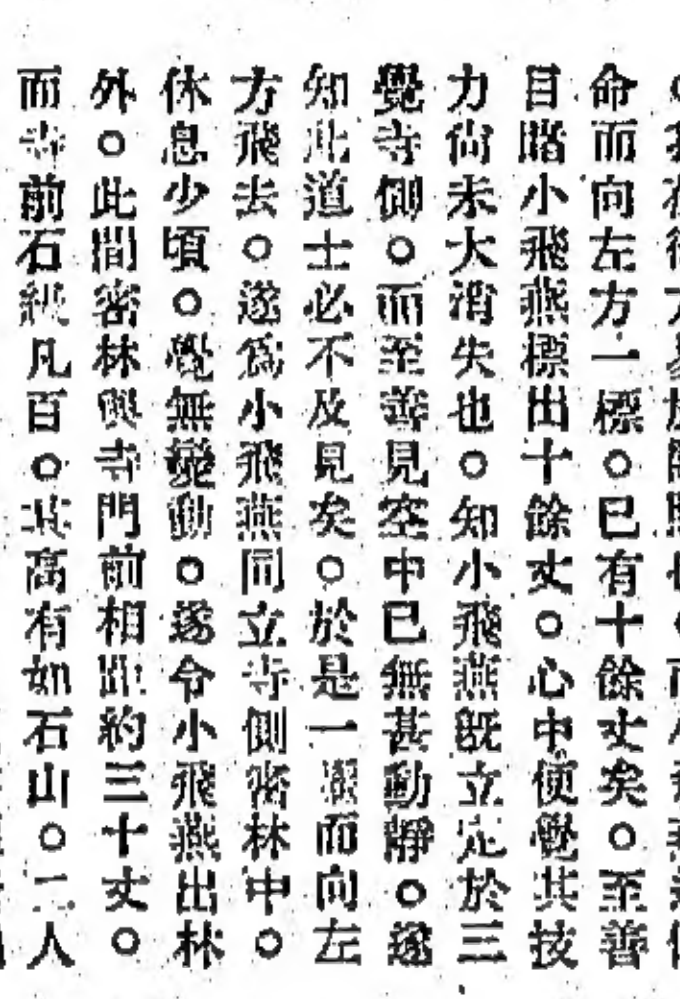 命而向左方一標。已有十餘丈矣。至善
目睹小飛燕標出十餘丈。心中便覺其技
力尙未大消失也。知小飛燕旣立定於三
覺寺側。而至善見空中已無甚動靜。遂
知此道士必不及見矣。於是一躍而向左
方飛去。遂爲小飛燕同立寺側密林中。
休息少頃。覺無變動。遂令小飛燕出林
外。此間密林與寺門前相距約三十丈。
而寺前石級凡百。其高有如石山。二人